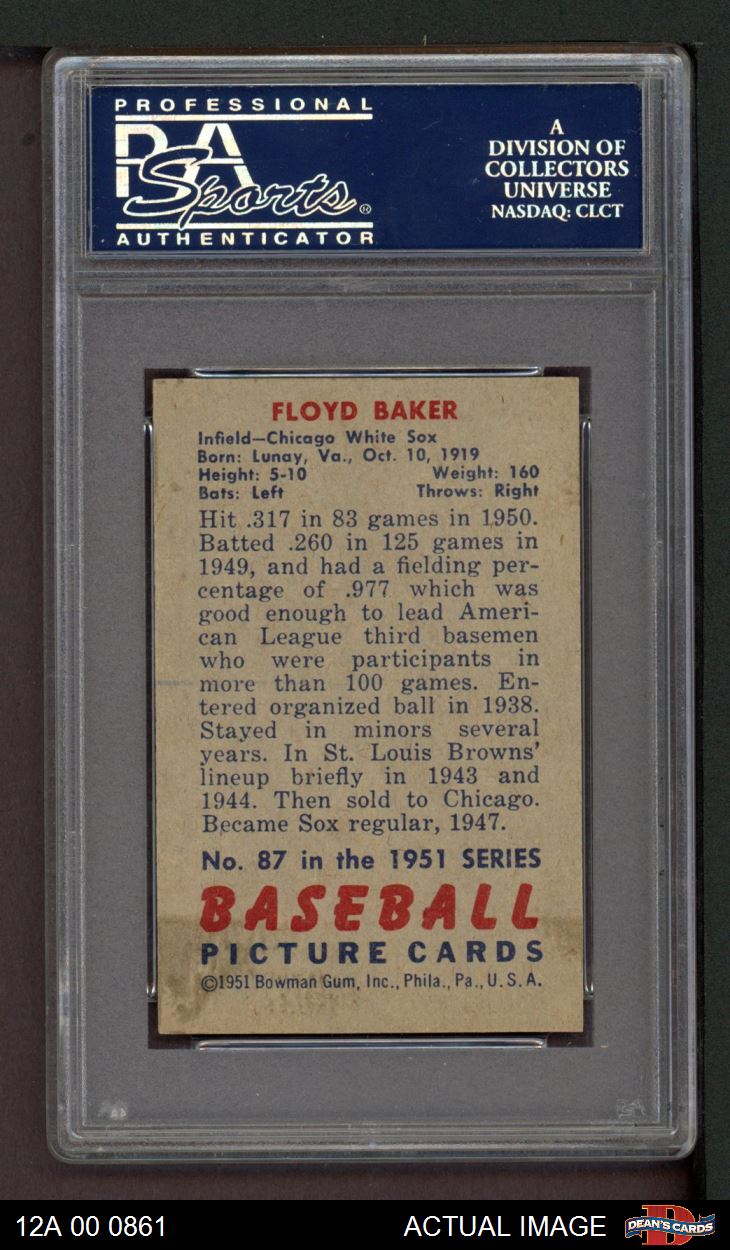 PROFESSIONAL
PSA
Sports®
AUTHENTICATOR
A
DIVISION OF
COLLECTORS
UNIVERSE
NASDAQ: CLCT
FLOYD BAKER
Infield—Chicago White Sox
Born: Lunay, Va., Oct. 10, 1919
Height: 5-10 Weight: 160
Bats: Left Throws: Right
Hit .317 in 83 games in 1950.
Batted .260 in 125 games in
1949, and had a fielding per-
centage of .977 which was
good enough to lead Ameri-
can League third basemen
who were participants in
more than 100 games. En-
tered organized ball in 1938.
Stayed in minors several
years. In St. Louis Browns'
lineup briefly in 1943 and
1944. Then sold to Chicago.
Became Sox regular, 1947.
No. 87 in the 1951 SERIES
BASEBALL
PICTURE CARDS
©1951 Bowman Gum, Inc., Phila., Pa., U.S.A.
12A 00 0861 ACTUAL IMAGE
DEAN'S CARDS